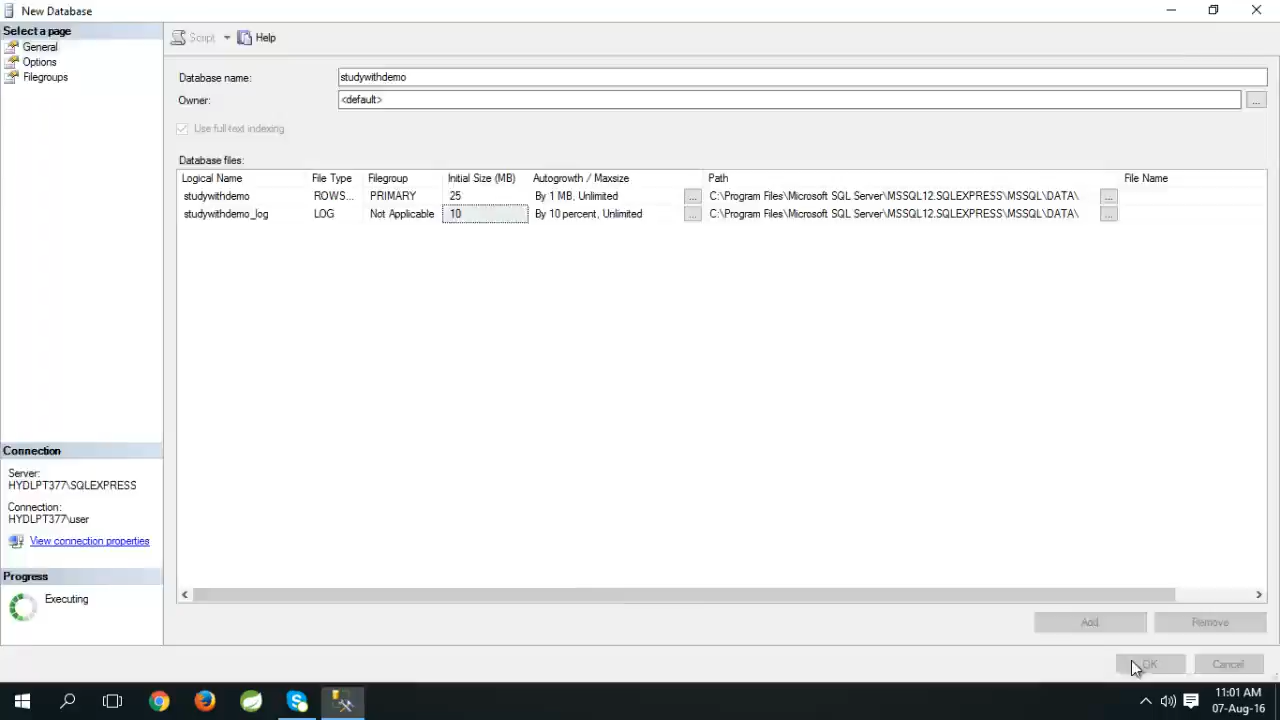 New Database
Select a page
General
Options
Filegroups
Script
Help
Database name:
studywithdemo
Owner:
<default>
...
Use full-text indexing
Database files:
Logical Name File Type Filegroup Initial Size (MB) Autogrowth / Maxsize Path File Name
studywithdemo ROWS... PRIMARY 25 By 1 MB, Unlimited ... C:\Program Files\Microsoft SQL Server\MSSQL12.SQLEXPRESS\MSSQL\DATA\ ...
studywithdemo_log LOG Not Applicable 10 By 10 percent, Unlimited ... C:\Program Files\Microsoft SQL Server\MSSQL12.SQLEXPRESS\MSSQL\DATA\ ...
Connection
Server:
HYDLPT377\SQLEXPRESS
Connection:
HYDLPT377\user
View connection properties
Progress
Executing
Add
Remove
OK
Cancel
11:01 AM
07-Aug-16